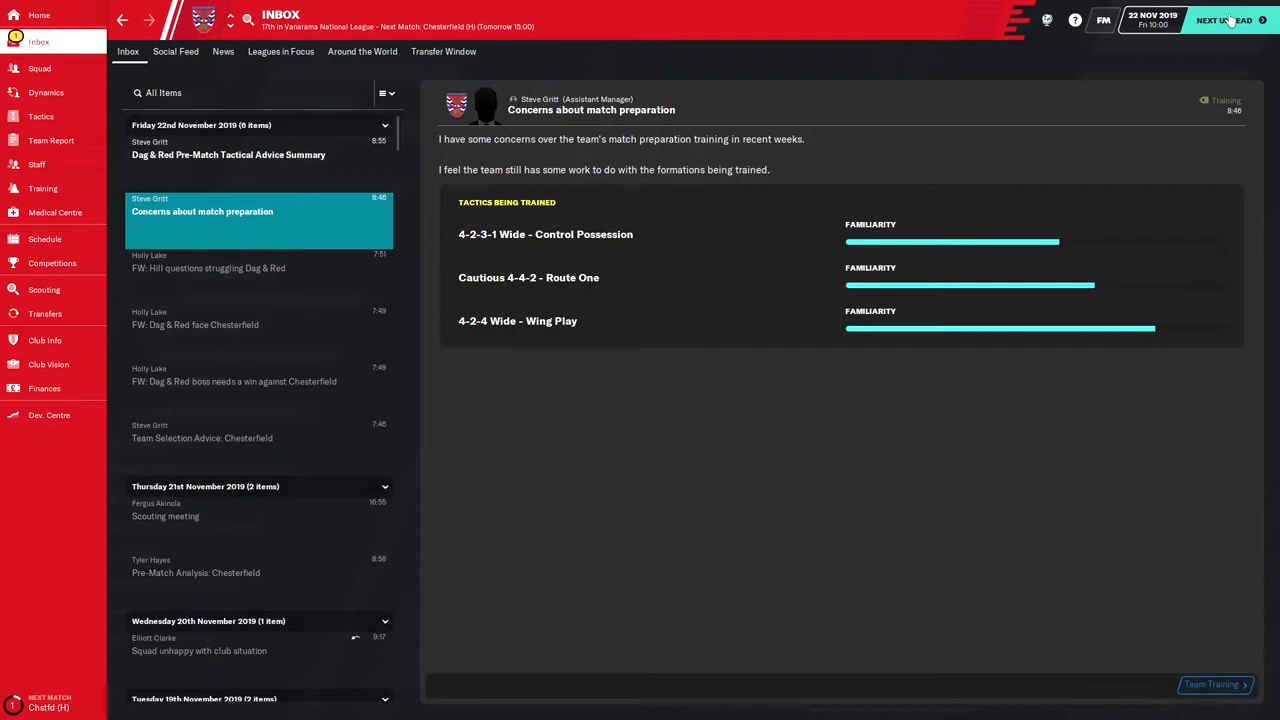 INBOX
17th in Vanarama National League - Next Match: Chesterfield (H) (Tomorrow 15:00)
FM
22 NOV 2019
Fri 10:00
Home
1
Inbox
Squad
Dynamics
Tactics
Team Report
Staff
Training
Medical Centre
Schedule
Competitions
Scouting
Transfers
Club Info
Club Vision
Finances
Dev. Centre
1
NEXT MATCH
Chstfd (H)
Inbox Social Feed News Leagues in Focus Around the World Transfer Window
All Items
Friday 22nd November 2019 (6 items)
Steve Gritt 8:55
Dag & Red Pre-Match Tactical Advice Summary
Steve Gritt 8:46
Concerns about match preparation
Holly Lake 7:51
FW: Hill questions struggling Dag & Red
Holly Lake 7:49
FW: Dag & Red face Chesterfield
Holly Lake 7:49
FW: Dag & Red boss needs a win against Chesterfield
Steve Gritt 7:46
Team Selection Advice: Chesterfield
Thursday 21st November 2019 (2 items)
Fergus Akinola 16:55
Scouting meeting
Tyler Hayes 8:58
Pre-Match Analysis: Chesterfield
Wednesday 20th November 2019 (1 item)
Elliott Clarke 9:17
Squad unhappy with club situation
Tuesday 19th November 2019 (2 items)
Steve Gritt (Assistant Manager)
Concerns about match preparation
Training
8:46
I have some concerns over the team's match preparation training in recent weeks.
I feel the team still has some work to do with the formations being trained.
TACTICS BEING TRAINED
4-2-3-1 Wide - Control Possession
FAMILIARITY
Cautious 4-4-2 - Route One
FAMILIARITY
4-2-4 Wide - Wing Play
FAMILIARITY
Team Training